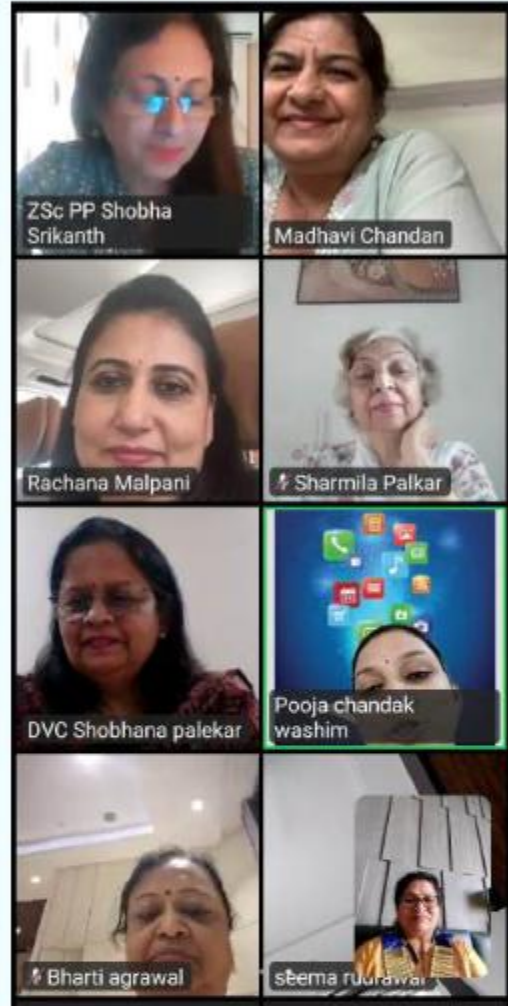 ZSc PP Shobha
Srikanth
Madhavi Chandan
Rachana Malpani
Sharmila Palkar
DVC Shobhana palekar
Pooja chandak
washim
Bharti agrawal
seema rudrawar